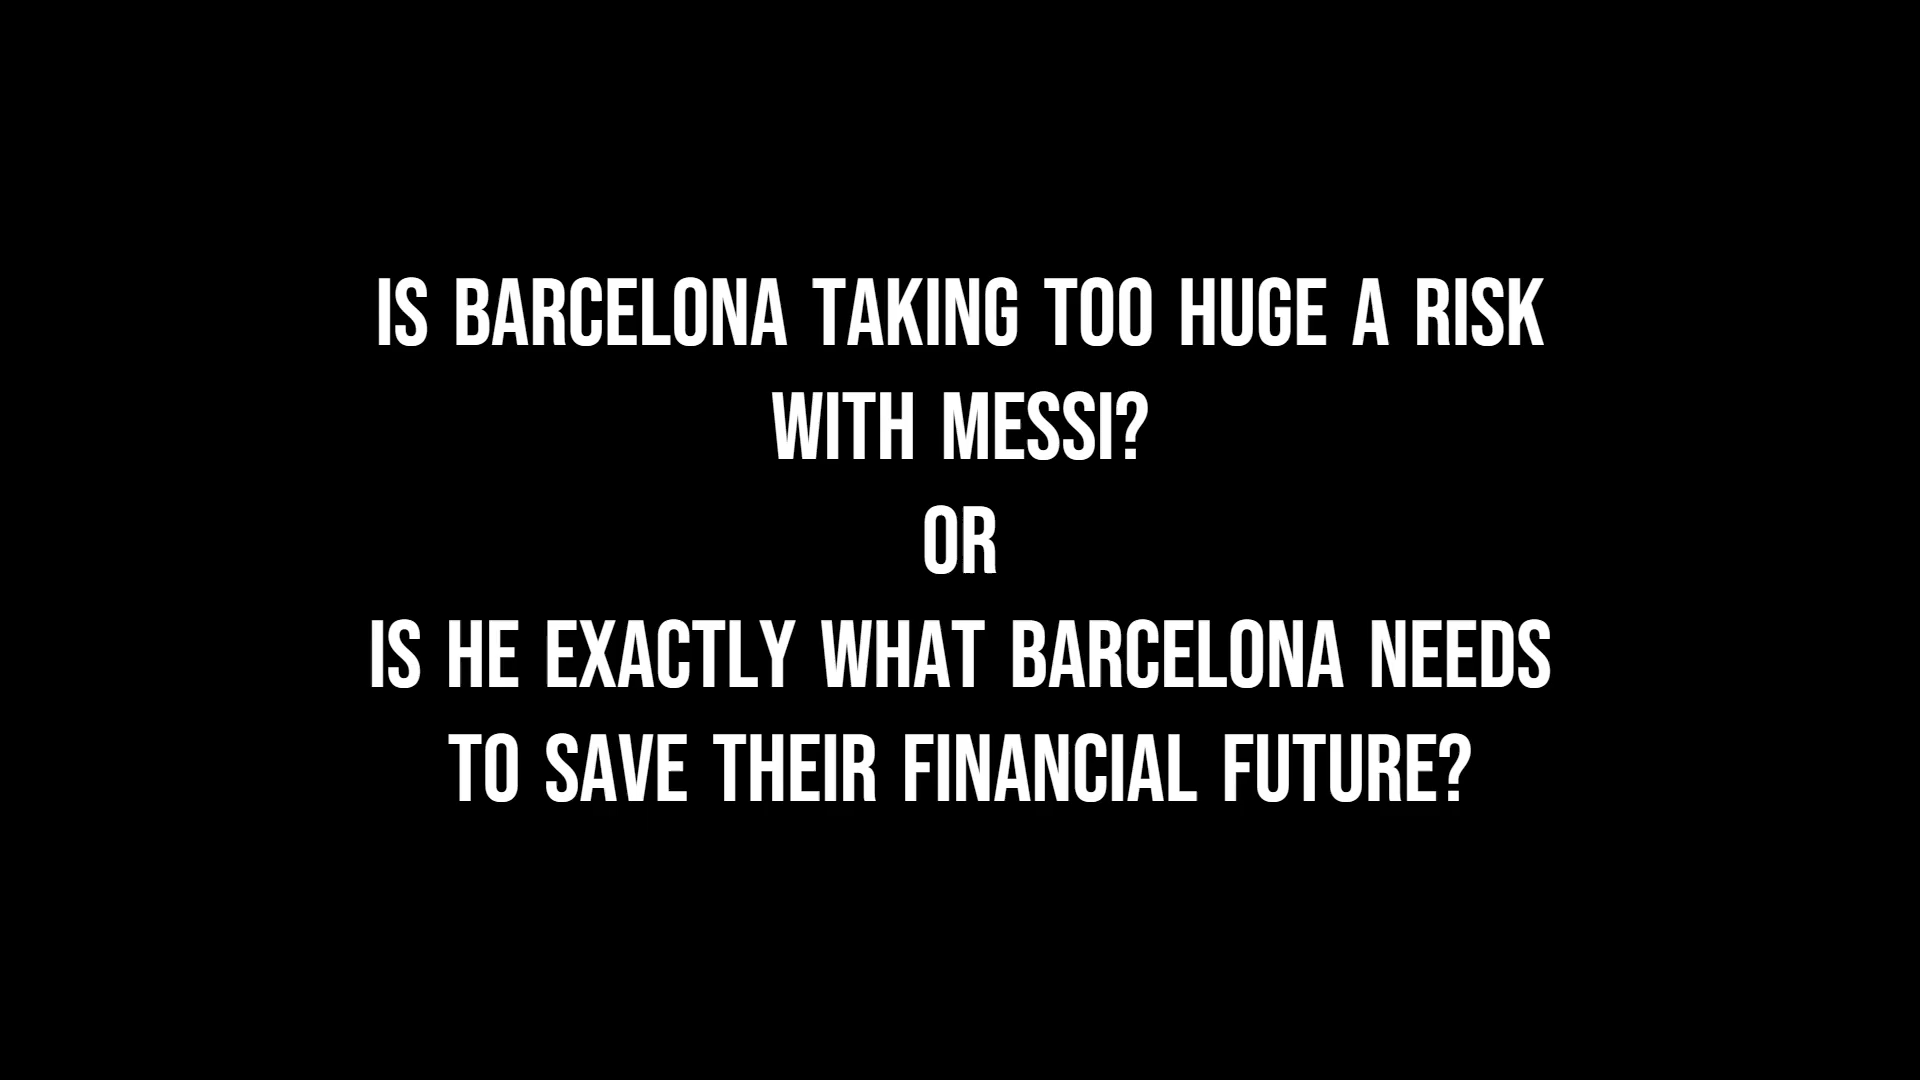 IS BARCELONA TAKING TOO HUGE A RISK
WITH MESSI?
OR
IS HE EXACTLY WHAT BARCELONA NEEDS
TO SAVE THEIR FINANCIAL FUTURE?